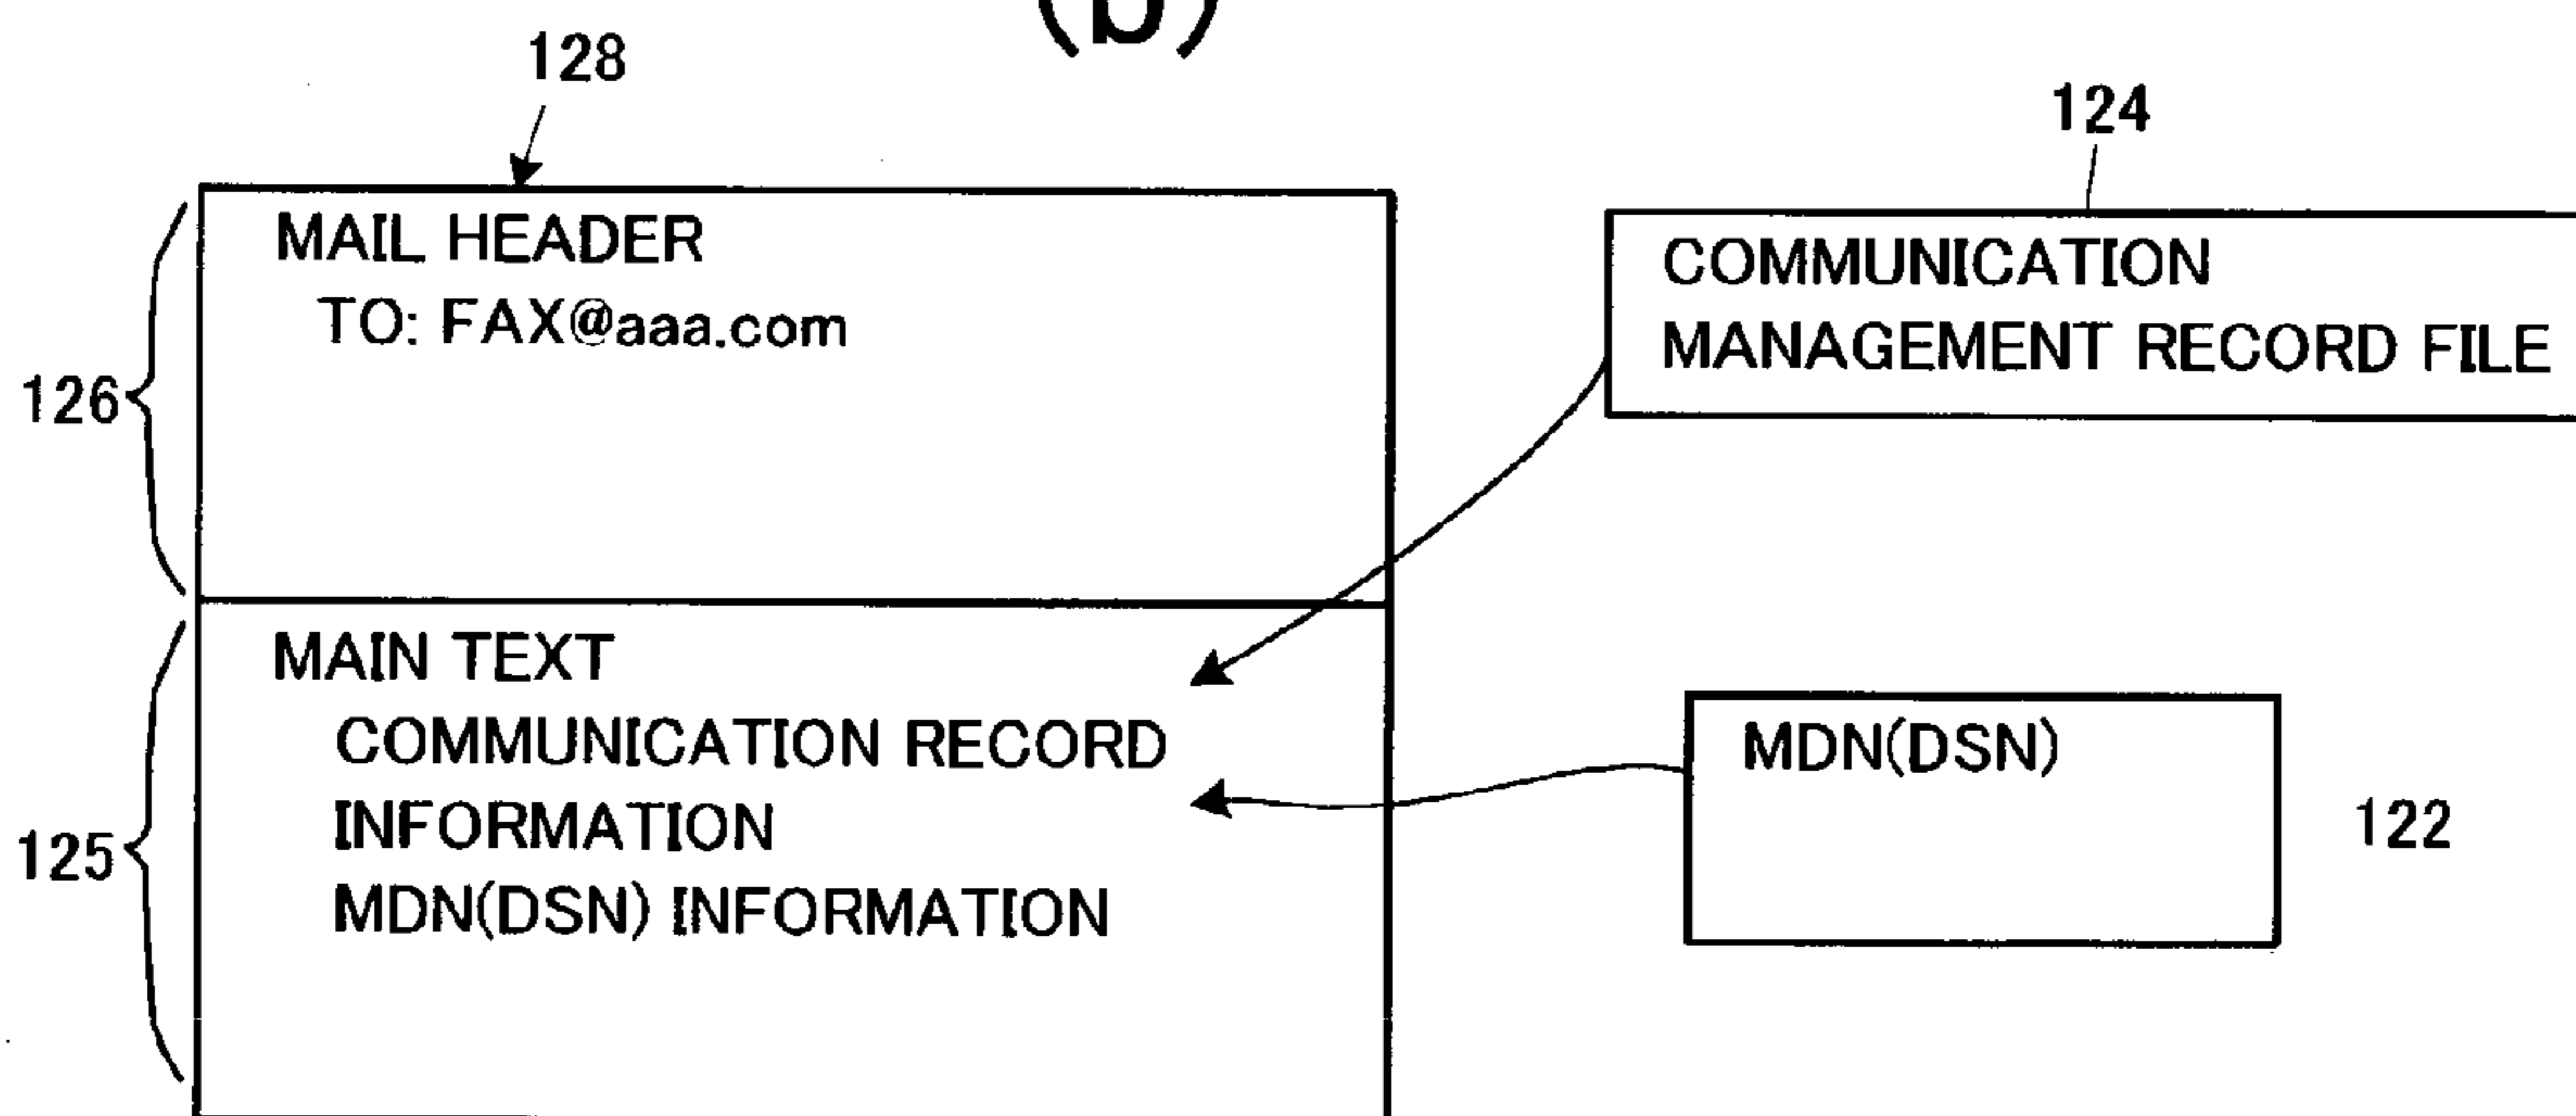 (b)
128
124
MAIL HEADER
TO: FAX@aaa.com
126
COMMUNICATION
MANAGEMENT RECORD FILE
MAIN TEXT
COMMUNICATION RECORD
INFORMATION
MDN(DSN) INFORMATION
125
MDN(DSN)
122